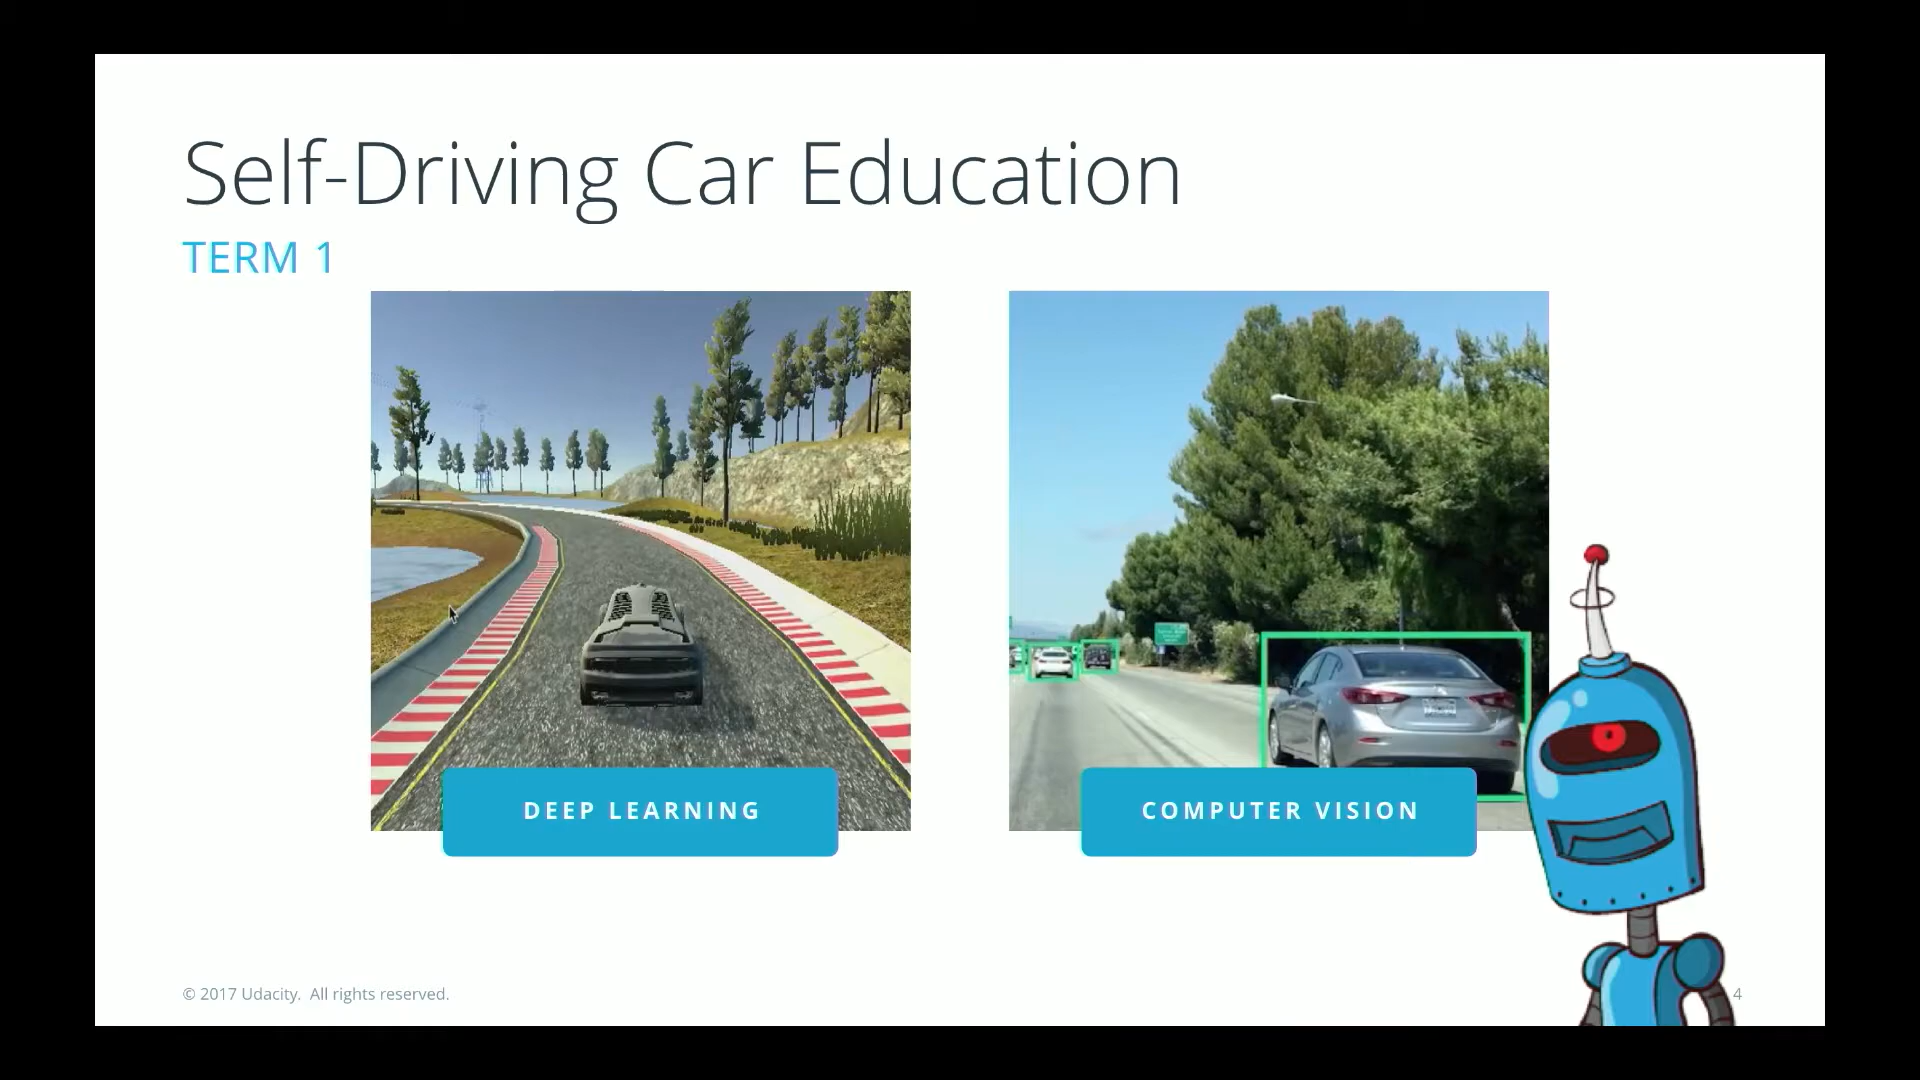 Self-Driving Car Education
TERM 1
DEEP LEARNING
COMPUTER VISION
© 2017 Udacity. All rights reserved.
4